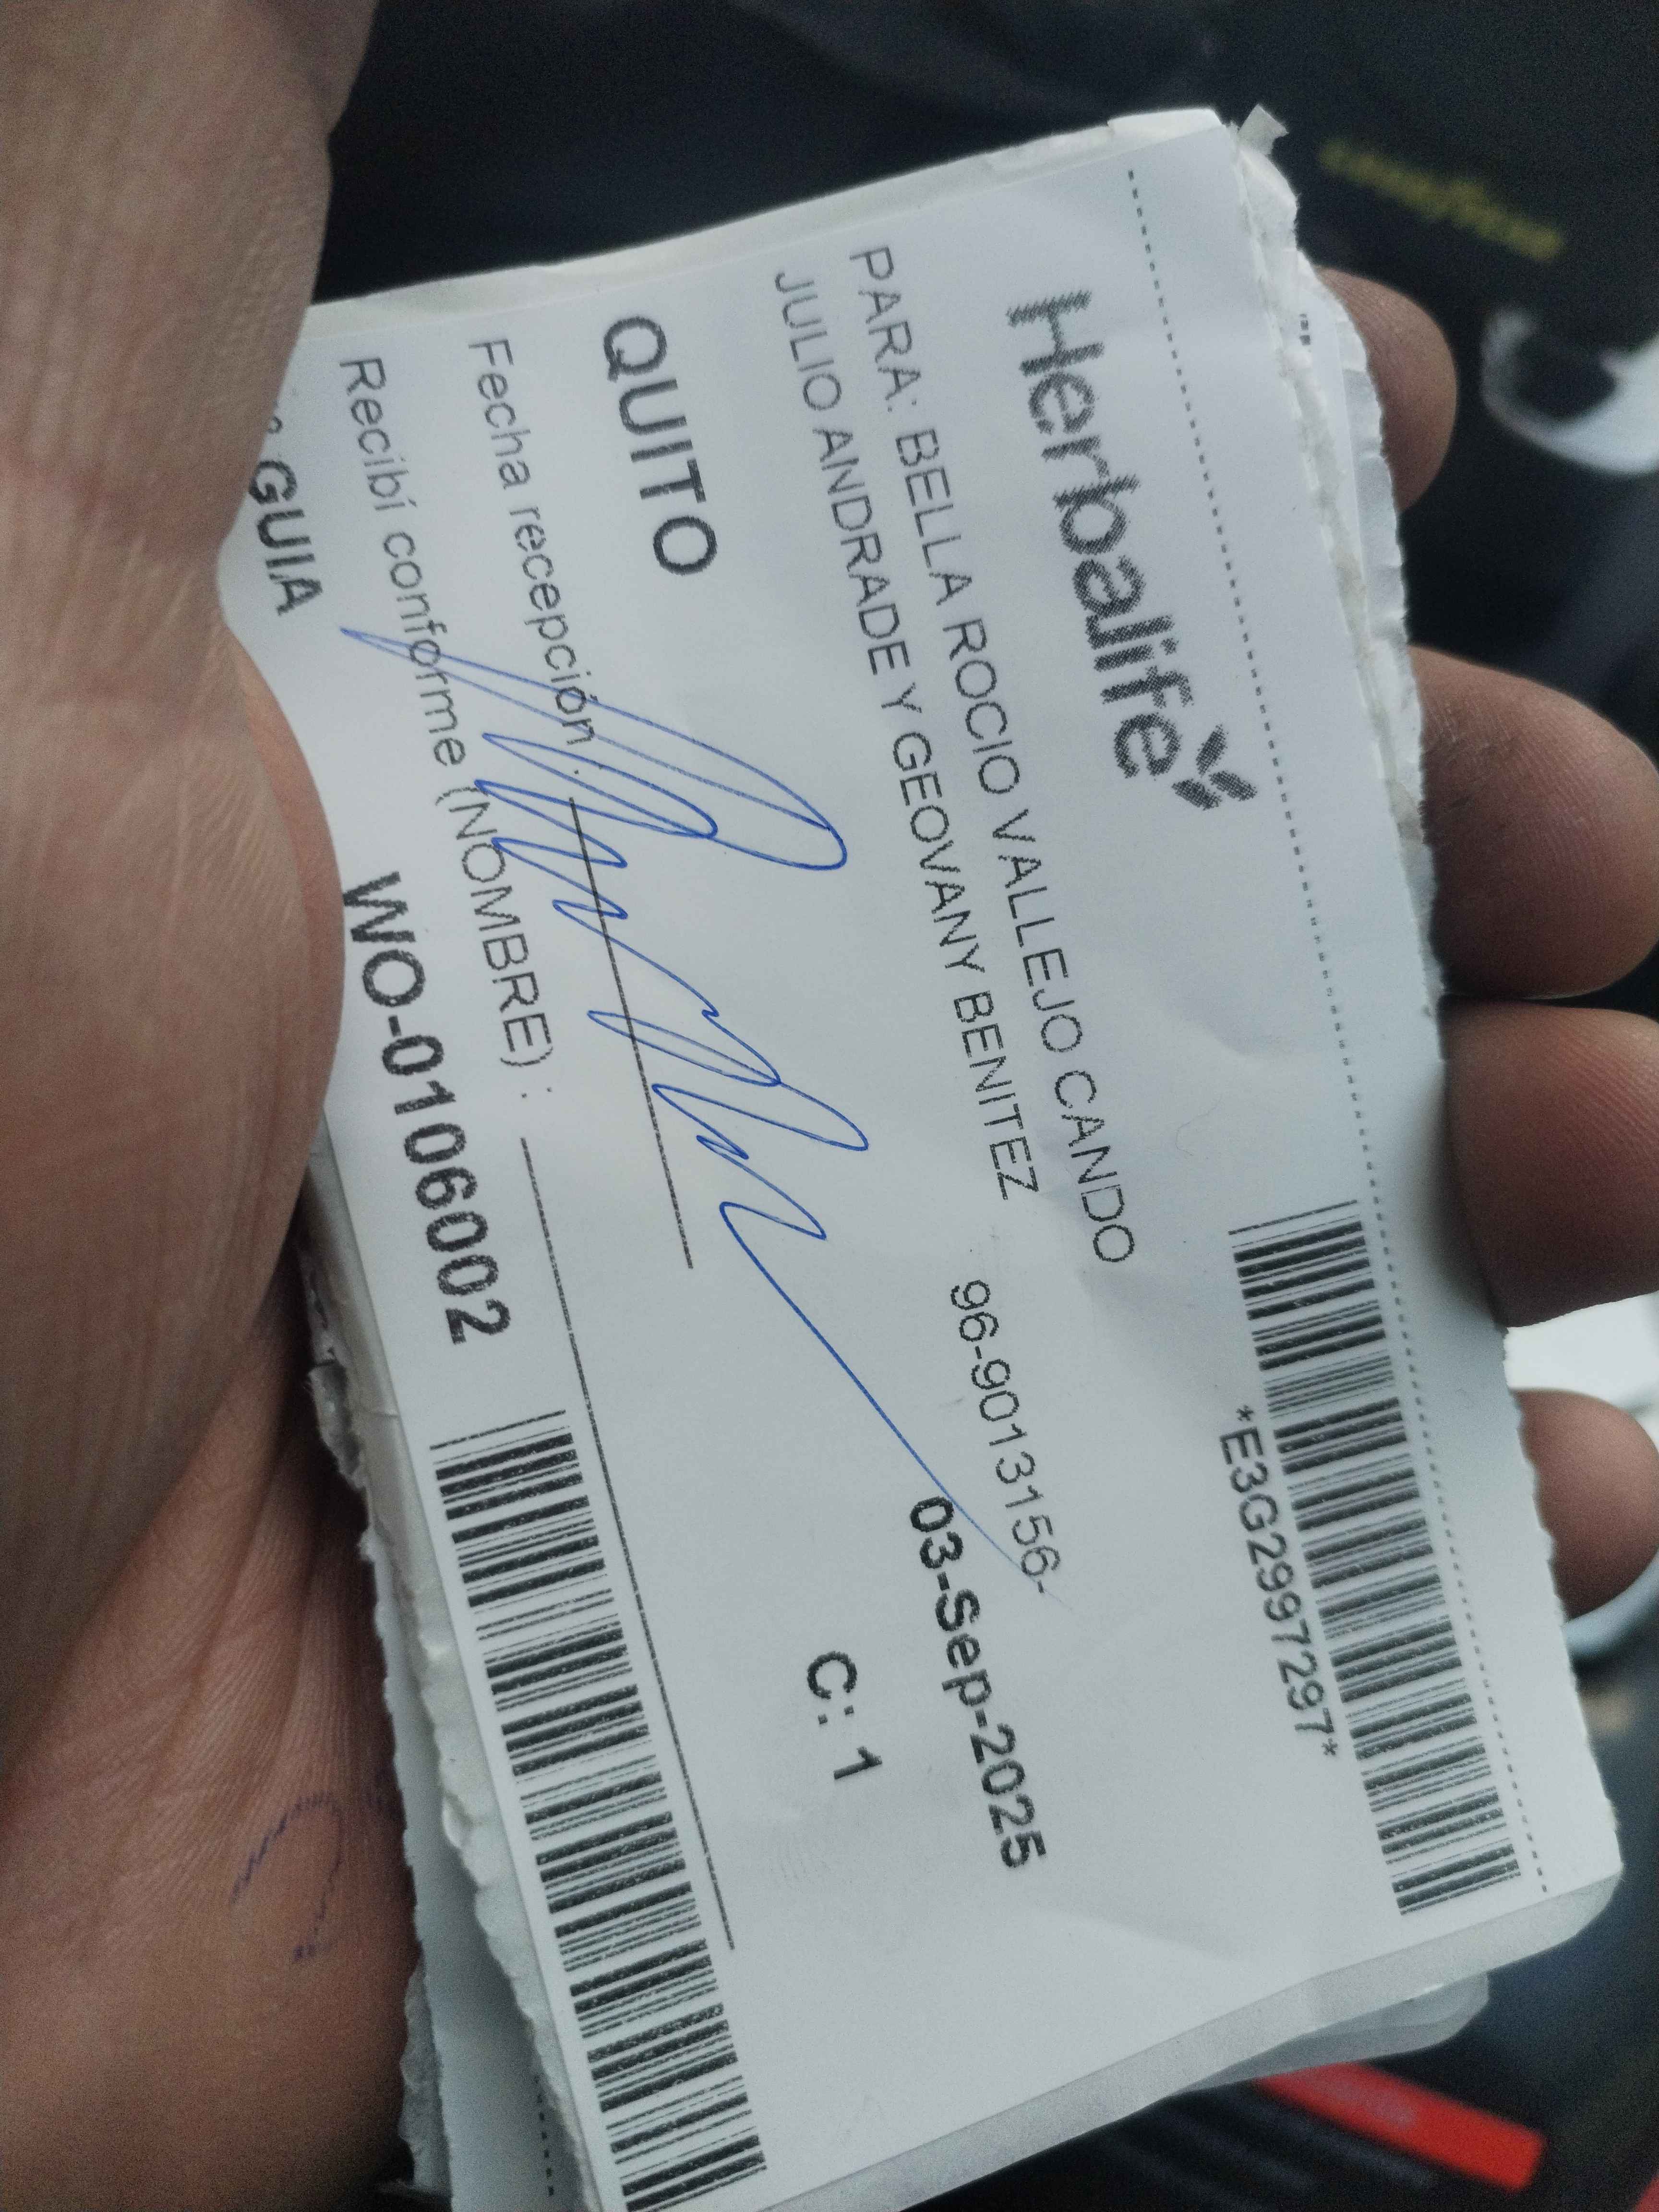 Herbalife
*E3G2997297*
PARA: BELLA ROCIO VALLEJO CANDO
JULIO ANDRADE Y GEOVANY BENITEZ
96-9013156-
03-Sep-2025
QUITO
C: 1
Fecha recepción :
Recibí conforme (NOMBRE) :
GUIA
WO-0106002